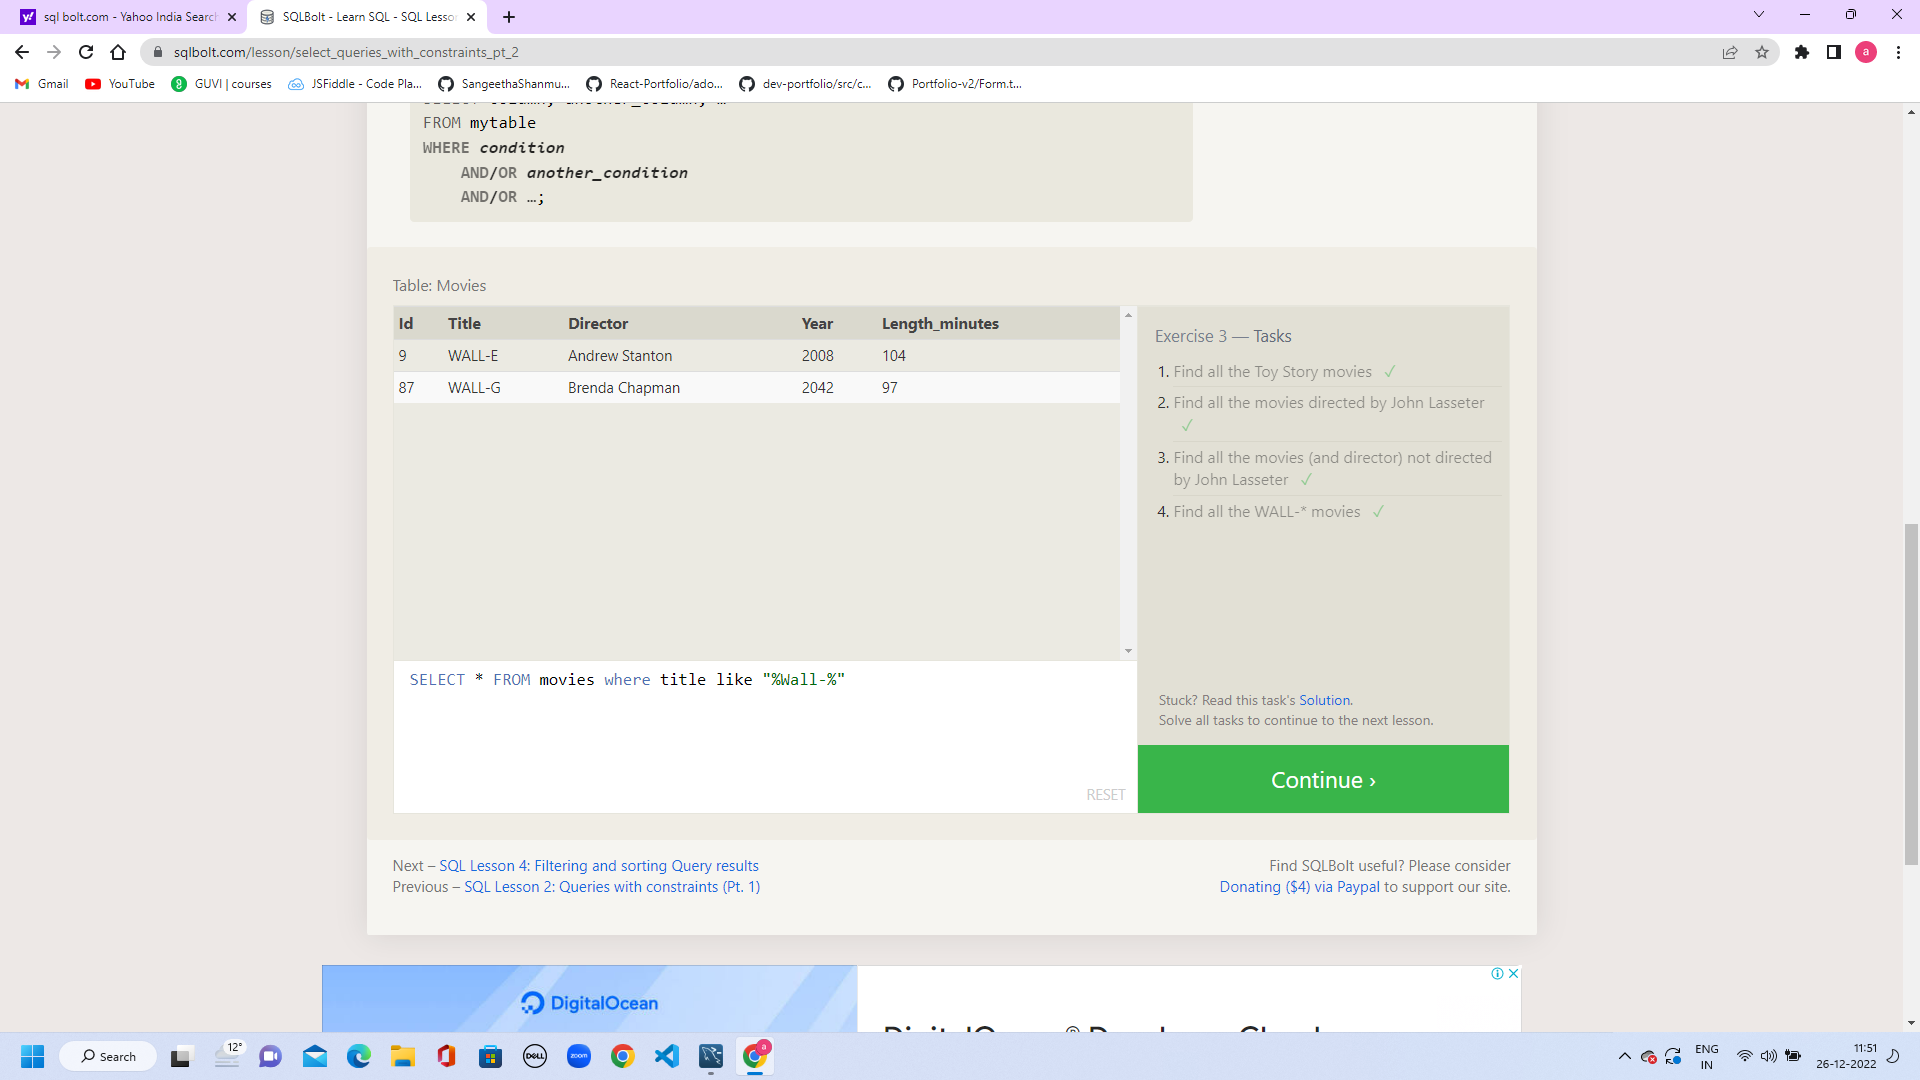 sql bolt.com - Yahoo India Search
SQLBolt - Learn SQL - SQL Lesson
sqlbolt.com/lesson/select_queries_with_constraints_pt_2
a
Gmail
YouTube
GUVI | courses
JSFiddle - Code Pla...
SangeethaShanmu...
React-Portfolio/ado...
dev-portfolio/src/c...
Portfolio-v2/Form.t...
FROM mytable
WHERE condition
AND/OR another_condition
AND/OR …;
Table: Movies
Id Title Director Year Length_minutes
9 WALL-E Andrew Stanton 2008 104
87 WALL-G Brenda Chapman 2042 97
Exercise 3 — Tasks
1. Find all the Toy Story movies ✓
2. Find all the movies directed by John Lasseter
✓
3. Find all the movies (and director) not directed
by John Lasseter ✓
4. Find all the WALL-* movies ✓
SELECT * FROM movies where title like "%Wall-%"
RESET
Stuck? Read this task's Solution.
Solve all tasks to continue to the next lesson.
Continue ›
Next – SQL Lesson 4: Filtering and sorting Query results
Previous – SQL Lesson 2: Queries with constraints (Pt. 1)
Find SQLBolt useful? Please consider
Donating ($4) via Paypal to support our site.
DigitalOcean
Search
12°
DELL
zoom
a
ENG
IN
11:51
26-12-2022